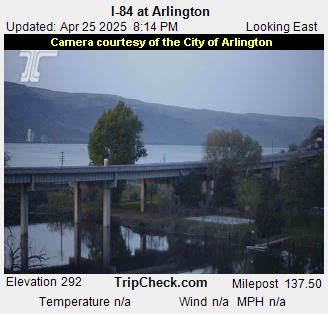 I-84 at Arlington
Updated: Apr 25 2025 8:14 PM Looking East
Camera courtesy of the City of Arlington
Elevation 292 TripCheck.com Milepost 137.50
Temperature n/a Wind n/a MPH n/a